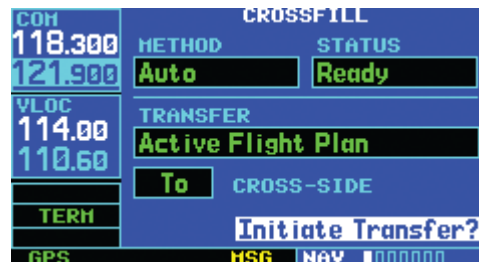 COM
118.300
121.900
VLOC
114.00
110.60
TERM
GPS
CROSSFILL
METHOD STATUS
Auto Ready
TRANSFER
Active Flight Plan
To CROSS-SIDE
Initiate Transfer?
MSG NAV